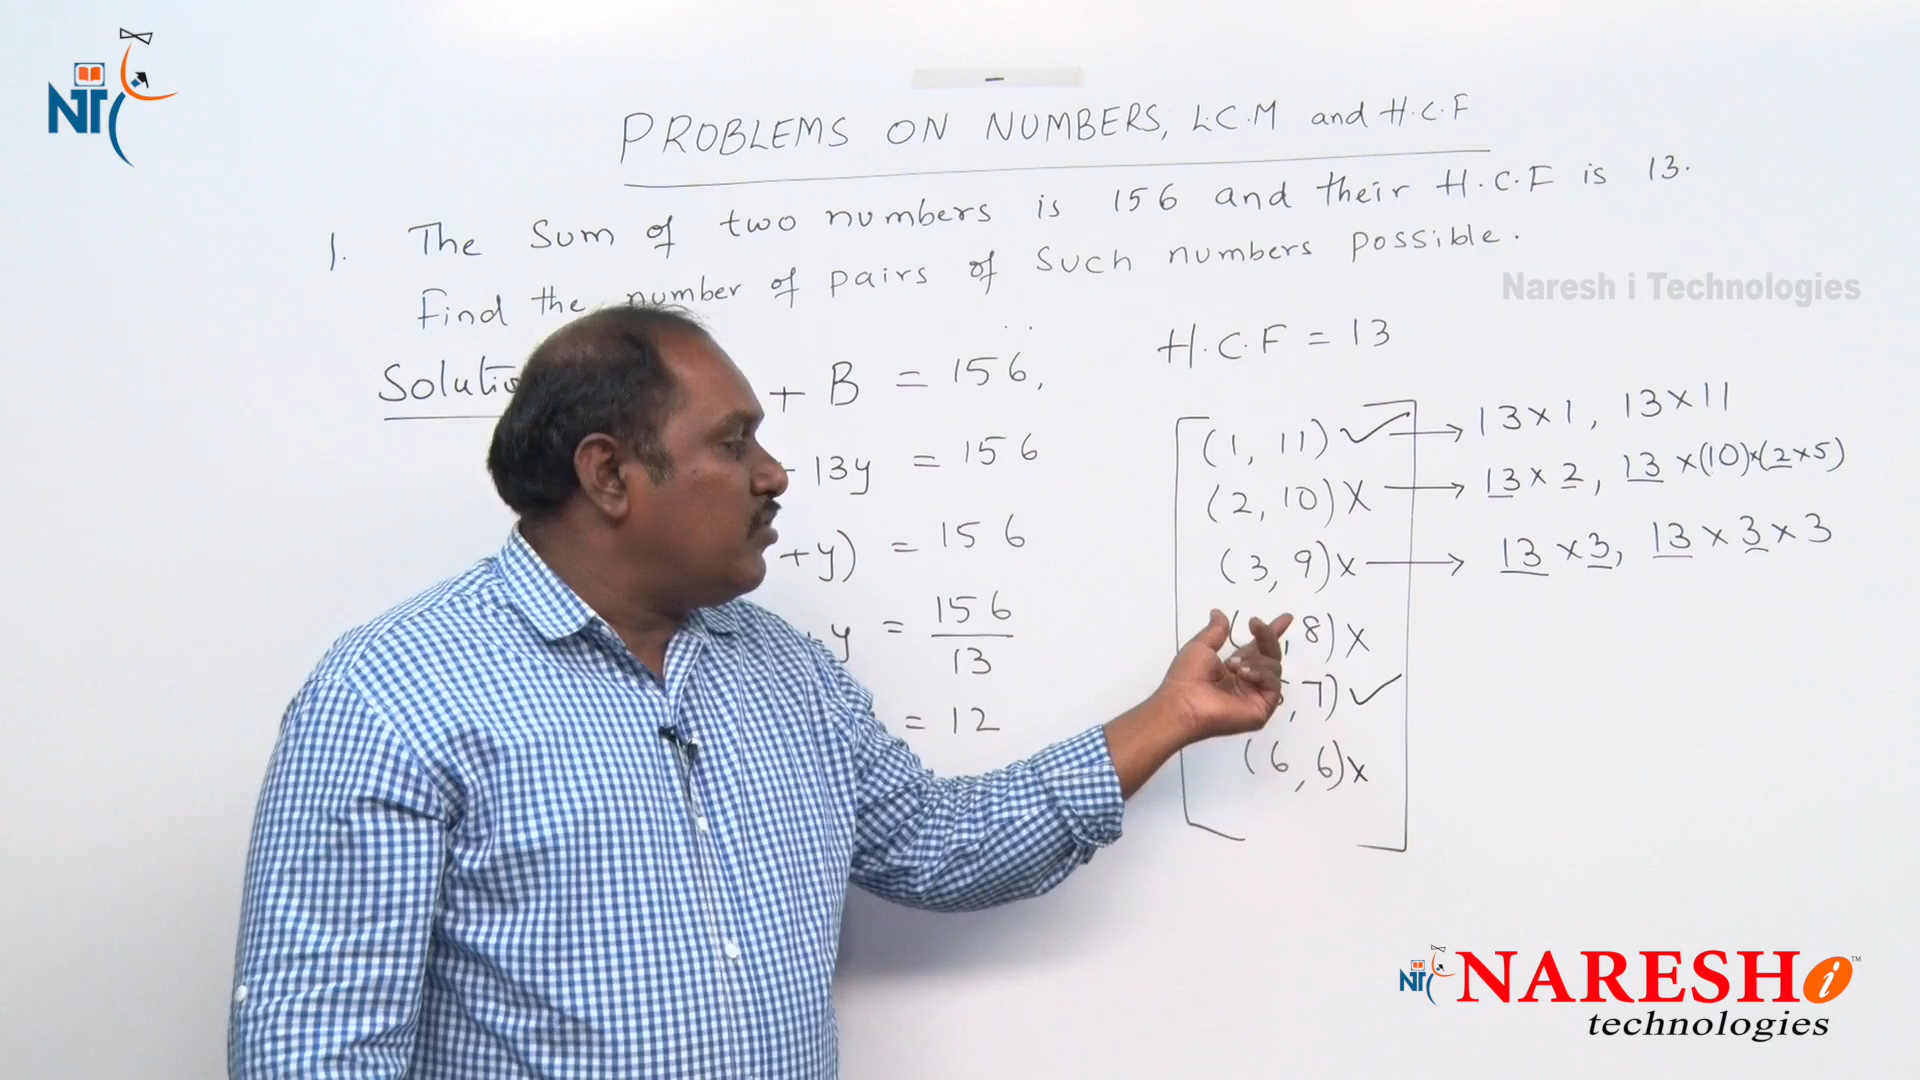 NT
PROBLEMS ON NUMBERS, L.C.M and H.C.F
1. The Sum of two numbers is 156 and their H.C.F is 13.
Find the number of pairs of such numbers possible.
Naresh i Technologies
+ B = 156,
H.C.F = 13
13y = 156
+y) = 156
y = 156/13
= 12
(1, 11) ✓ → 13×1, 13×11
(2, 10) X → 13×2, 13×(10)×(2×5)
(3, 9) x → 13×3, 13×3×3
, 8) X
, 7) ✓
(6, 6) x
NT NARESH i ™
technologies